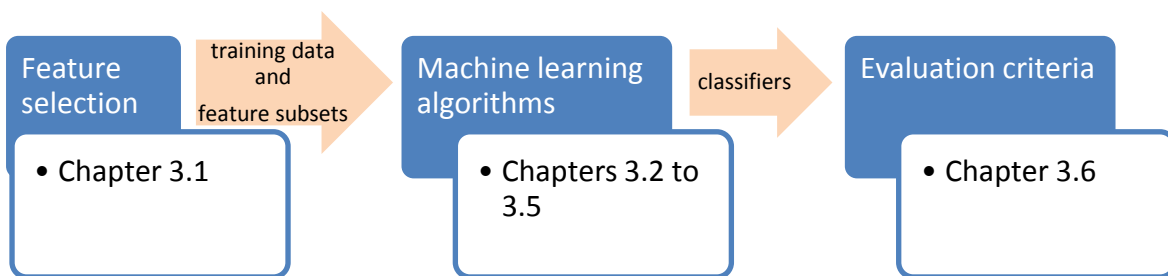 Feature
selection
• Chapter 3.1
training data
and
feature subsets
Machine learning
algorithms
• Chapters 3.2 to
3.5
classifiers
Evaluation criteria
• Chapter 3.6